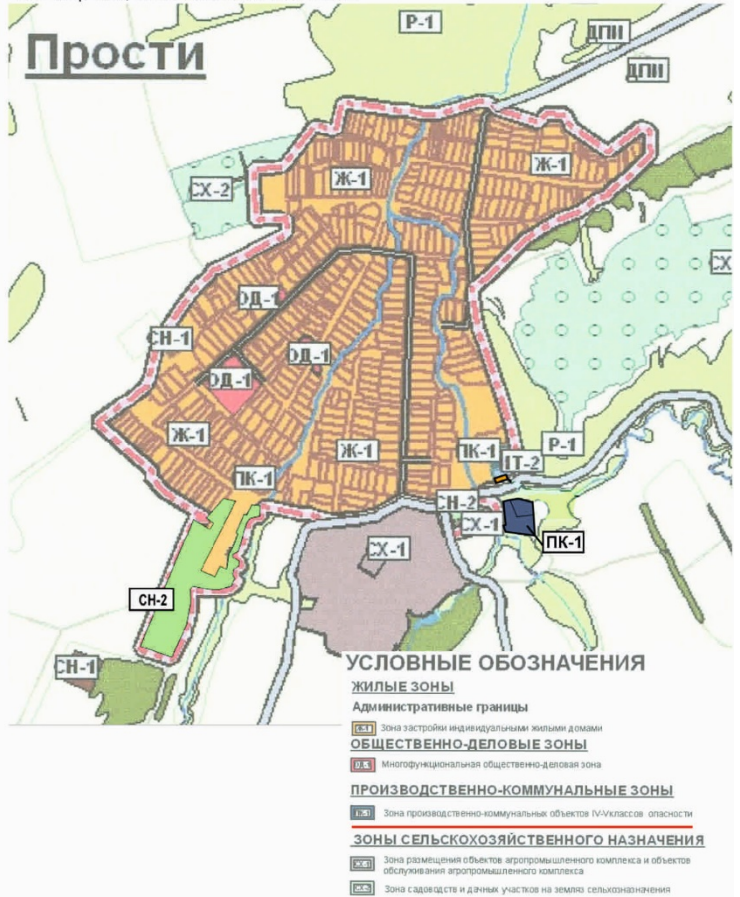 Прости
Р-1
ДПИ
ДПИ
Ж-1
Ж-1
СХ-2
СХ
ОД-1
СН-1
ОД-1
ОД-1
Ж-1
Ж-1
ПК-1
Р-1
ПК-1
ІТ-2
СН-2
СХ-1
СХ-1
ПК-1
СН-2
СН-1
УСЛОВНЫЕ ОБОЗНАЧЕНИЯ
ЖИЛЫЕ ЗОНЫ
Административные границы
Зона застройки индивидуальными жилыми домами
ОБЩЕСТВЕННО-ДЕЛОВЫЕ ЗОНЫ
Многофункциональная общественно-деловая зона
ПРОИЗВОДСТВЕННО-КОММУНАЛЬНЫЕ ЗОНЫ
Зона производственно-коммунальных объектов IV-Vклассов опасности
ЗОНЫ СЕЛЬСКОХОЗЯЙСТВЕННОГО НАЗНАЧЕНИЯ
Зона размещения объектов агропромышленного комплекса и объектов
обслуживания агропромышленного комплекса
Зона садоводств и дачных участков на землях сельхозназначения